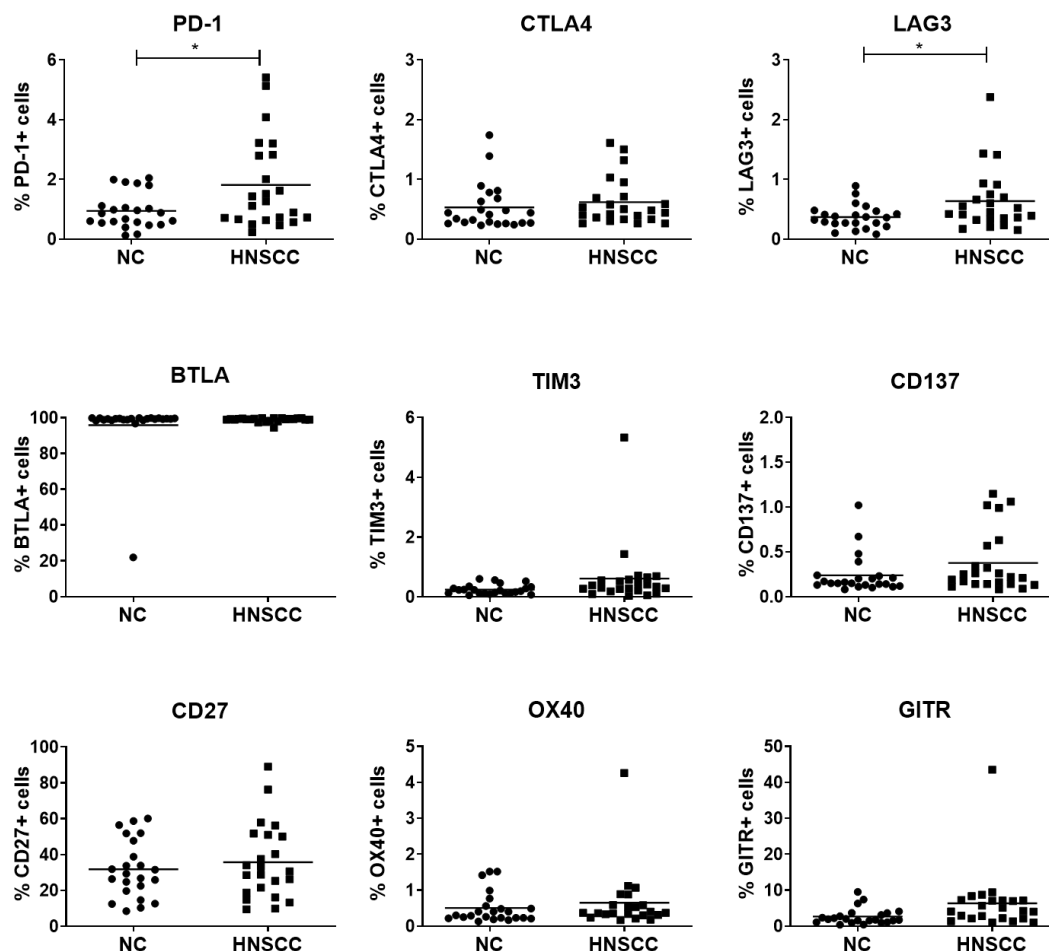 PD-1
CTLA4
LAG3
% PD-1+ cells
6
4
2
0
*
NC
HNSCC
% CTLA4+ cells
3
2
1
0
NC
HNSCC
% LAG3+ cells
3
2
1
0
*
NC
HNSCC
BTLA
TIM3
CD137
% BTLA+ cells
100
80
60
40
20
0
NC
HNSCC
% TIM3+ cells
6
4
2
0
NC
HNSCC
% CD137+ cells
2.0
1.5
1.0
0.5
0.0
NC
HNSCC
CD27
OX40
GITR
% CD27+ cells
100
80
60
40
20
0
NC
HNSCC
% OX40+ cells
5
4
3
2
1
0
NC
HNSCC
% GITR+ cells
50
40
30
20
10
0
NC
HNSCC